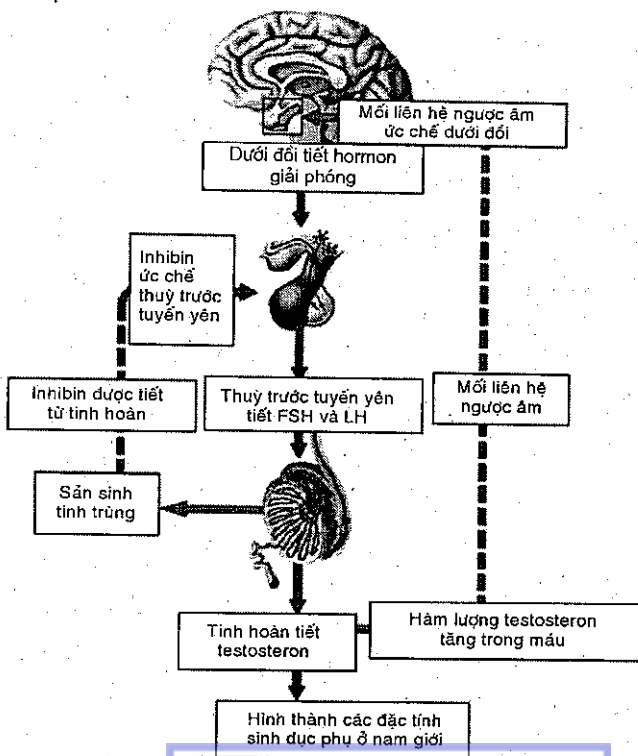 Mối liên hệ ngược âm
ức chế dưới đồi
Dưới đồi tiết hormon
giải phóng
Inhibin
ức chế
thuỳ trước
tuyến yên
Inhibin được tiết
từ tinh hoàn
Thuỳ trước tuyến yên
tiết FSH và LH
Mối liên hệ
ngược âm
Sản sinh
tinh trùng
Tinh hoàn tiết
testosteron
Hàm lượng testosteron
tăng trong máu
Hình thành các đặc tính
sinh dục phụ ở nam giới